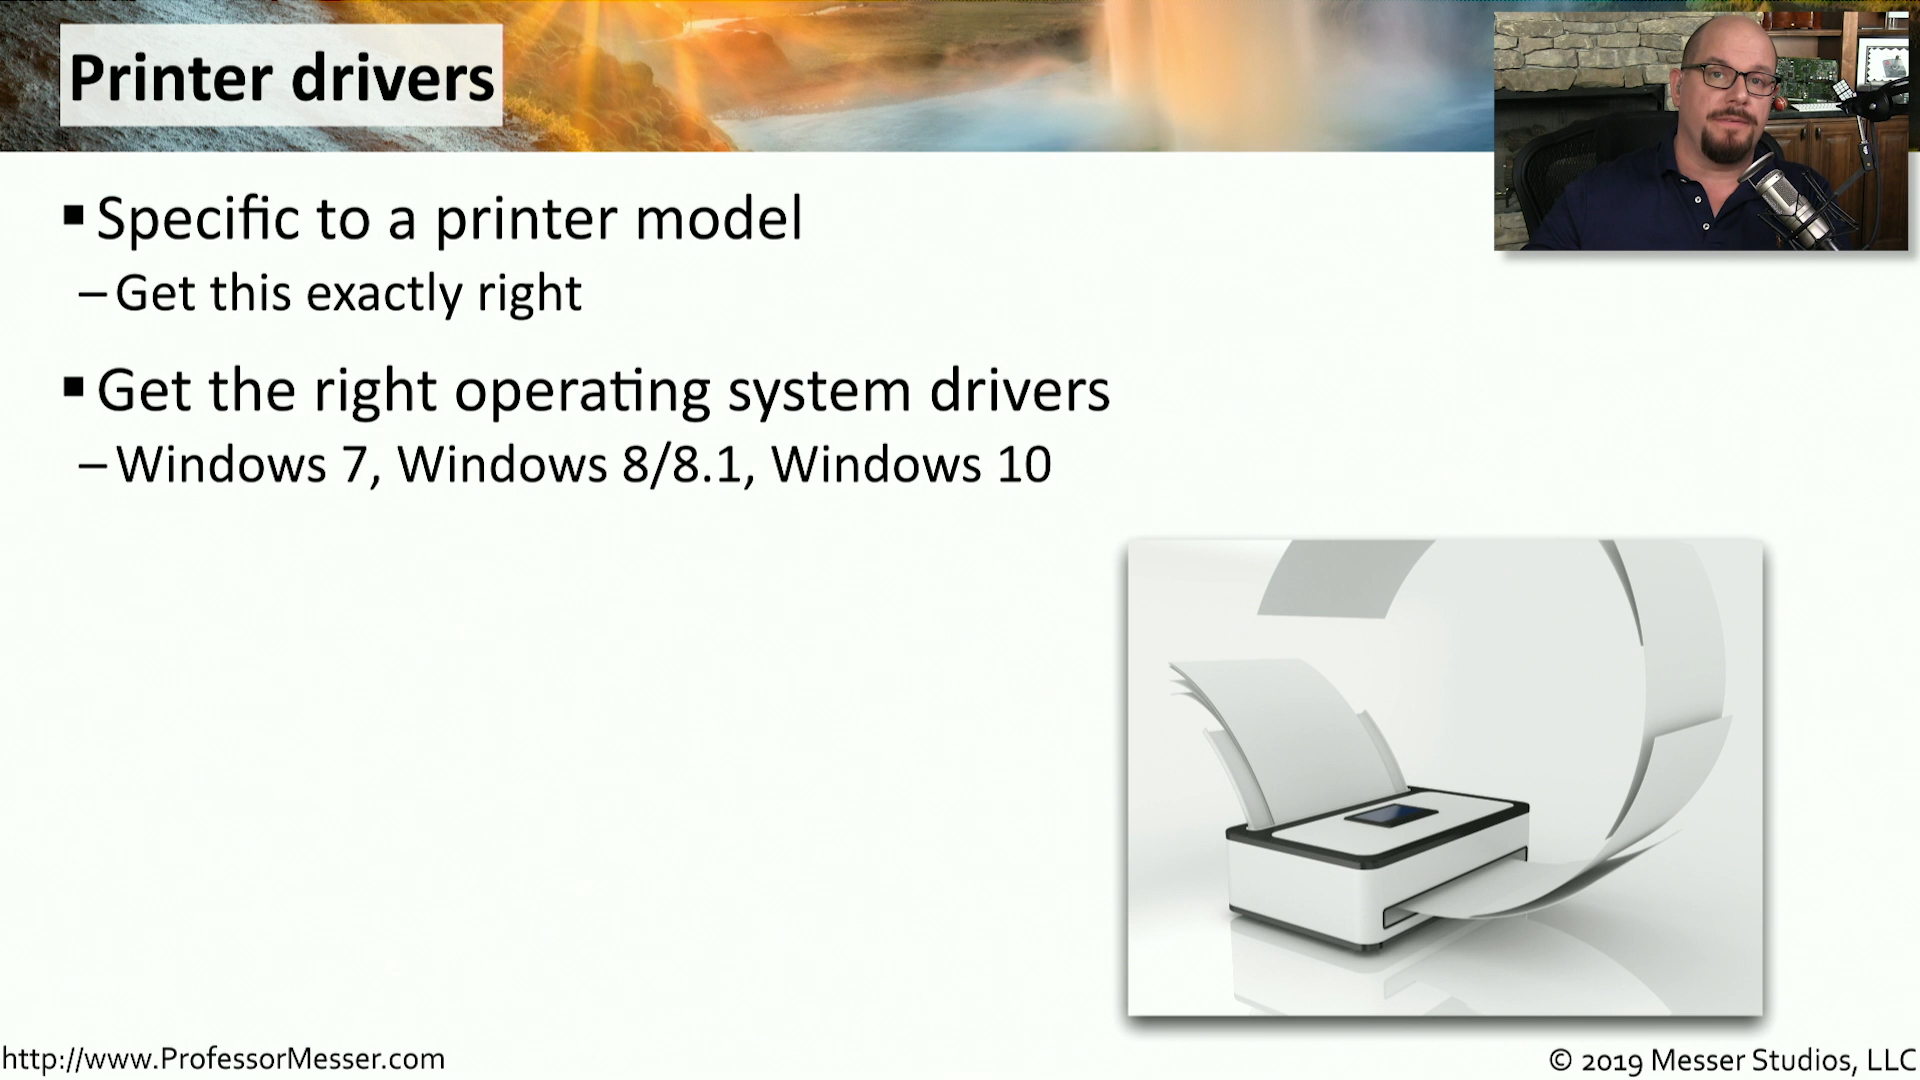 Printer drivers
▪ Specific to a printer model
– Get this exactly right
▪ Get the right operating system drivers
– Windows 7, Windows 8/8.1, Windows 10
http://www.ProfessorMesser.com
© 2019 Messer Studios, LLC